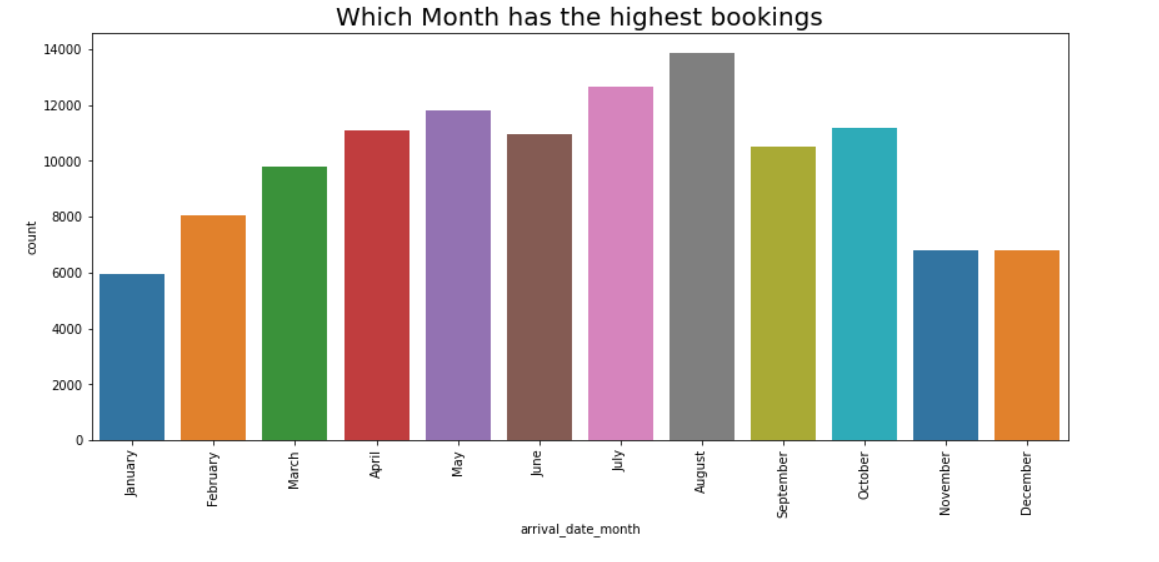 Which Month has the highest bookings
14000
12000
10000
8000
6000
4000
2000
0
count
January
February
March
April
May
June
July
August
September
October
November
December
arrival_date_month